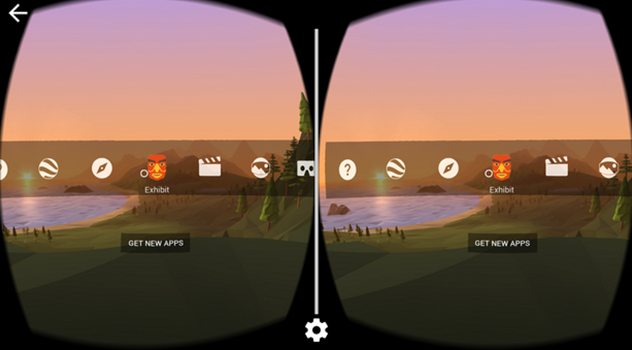 ?
Exhibit
Exhibit
GET NEW APPS
GET NEW APPS